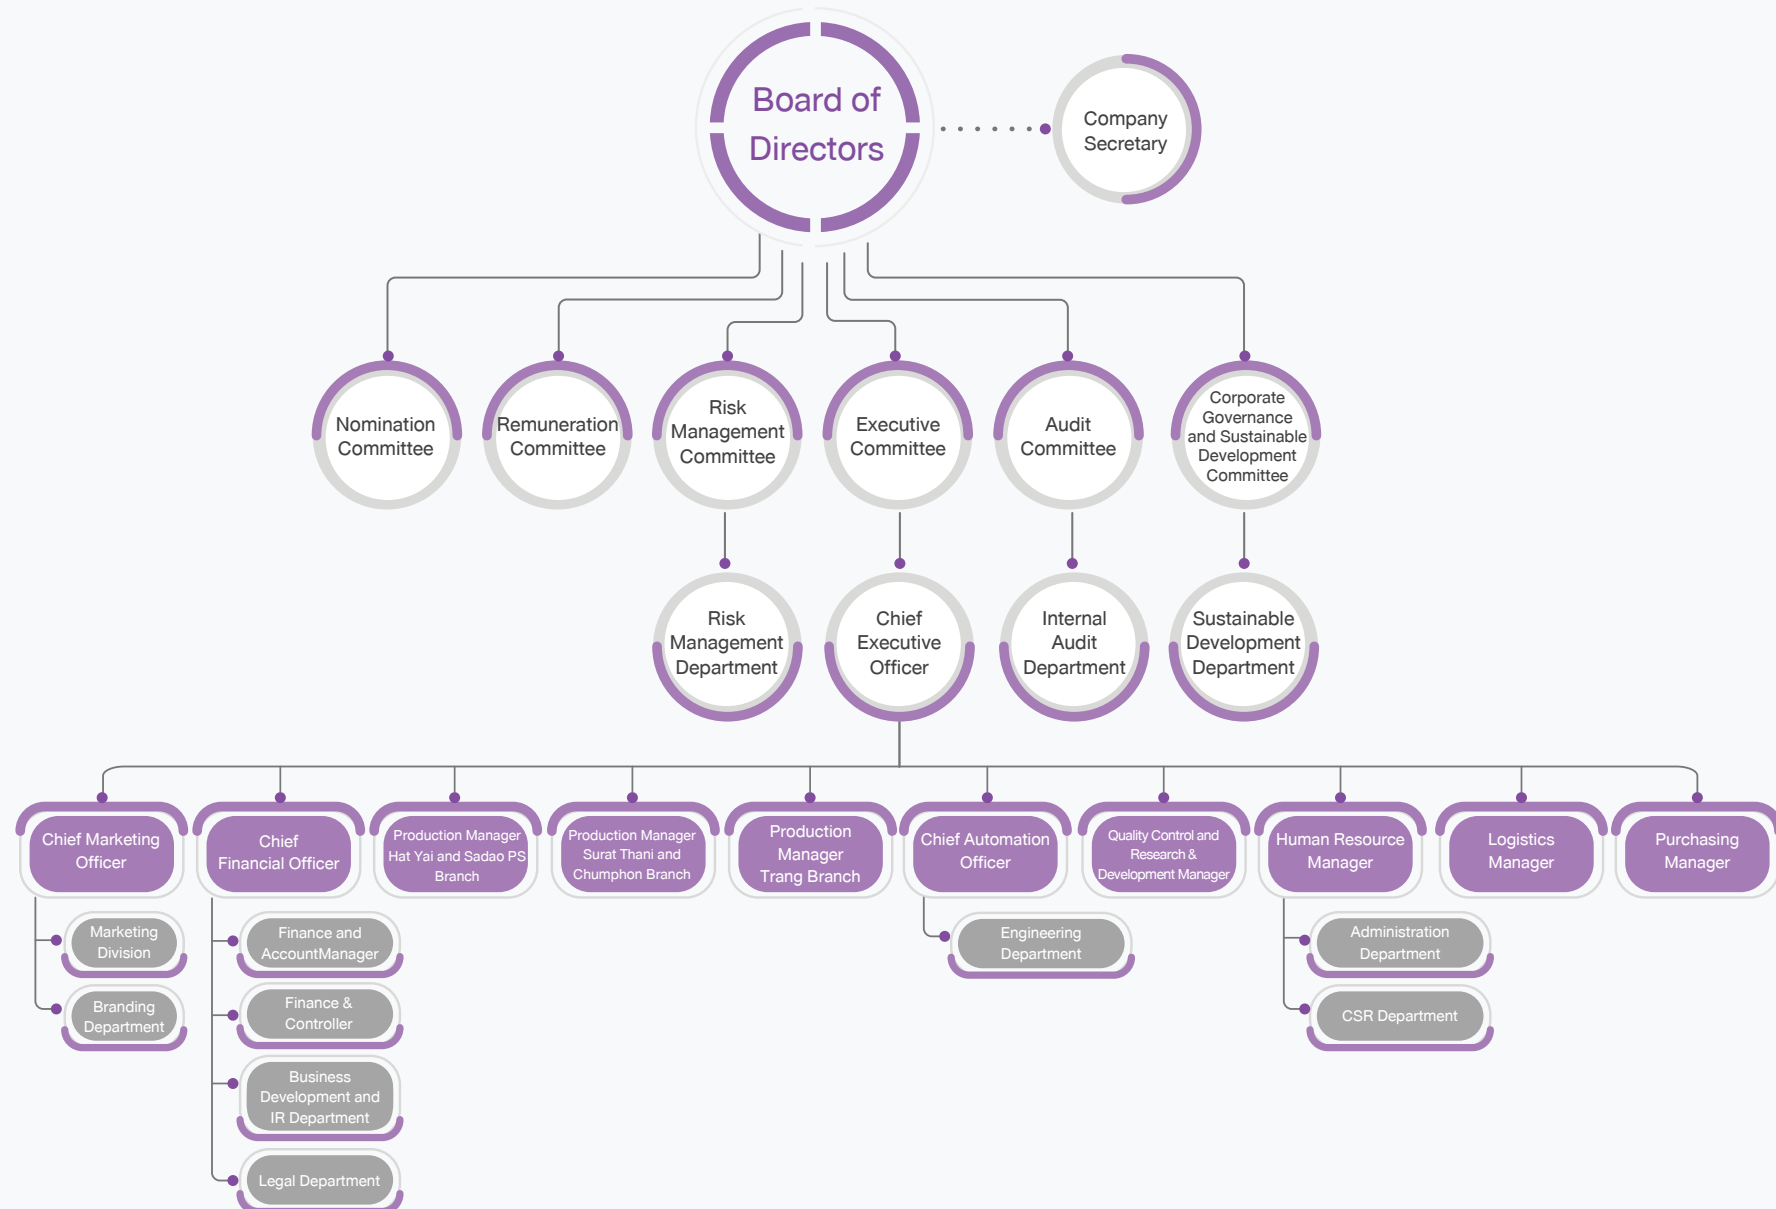 Board of
Directors
Company
Secretary
Nomination
Committee
Remuneration
Committee
Risk
Management
Committee
Executive
Committee
Audit
Committee
Corporate
Governance
and Sustainable
Development
Committee
Risk
Management
Department
Chief
Executive
Officer
Internal
Audit
Department
Sustainable
Development
Department
Chief Marketing
Officer
Chief
Financial Officer
Production Manager
Hat Yai and Sadao PS
Branch
Production Manager
Surat Thani and
Chumphon Branch
Production
Manager
Trang Branch
Chief Automation
Officer
Quality Control and
Research &
Development Manager
Human Resource
Manager
Logistics
Manager
Purchasing
Manager
Marketing
Division
Branding
Department
Finance and
AccountManager
Finance &
Controller
Business
Development and
IR Department
Legal Department
Engineering
Department
Administration
Department
CSR Department